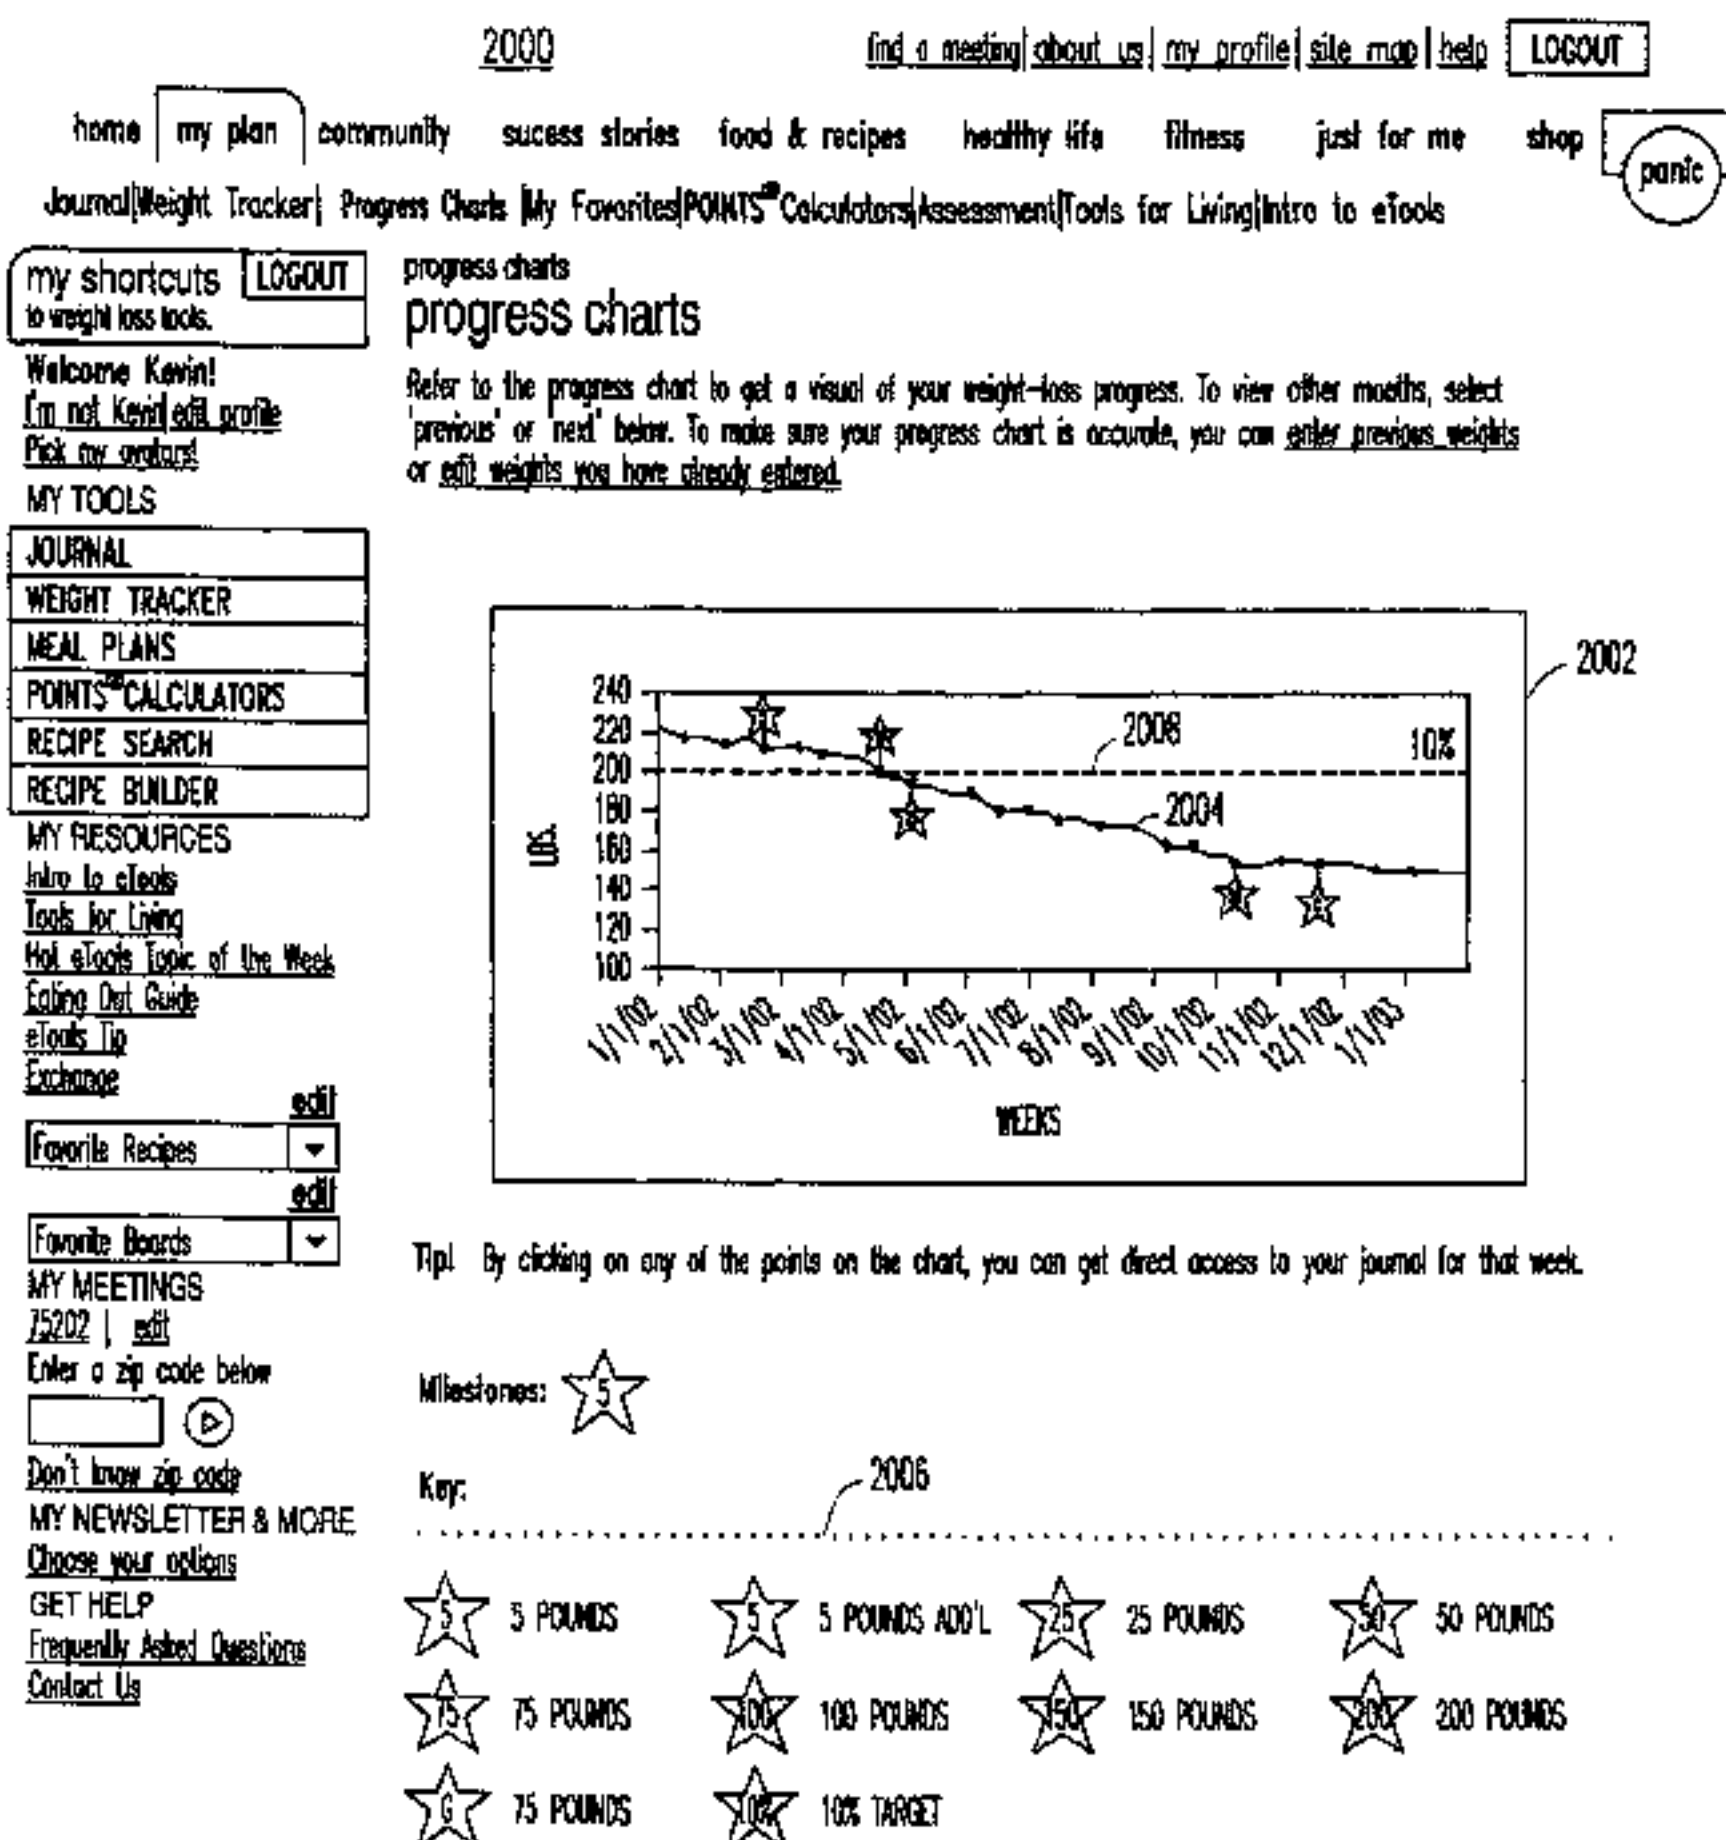 2000
find a meeting | about us | my profile | site map | help LOGOUT
home my plan community sucess stories food & recipes healthy life fitness just for me shop panic
Journal | Weight Tracker | Progress Charts | My Favorites | POINTS Calculators | Assessment | Tools for Living | Intro to eTools
my shortcuts LOGOUT
to weight loss tools.
Welcome Kevin!
I'm not Kevin | edit profile
Pick my avatars!
MY TOOLS
JOURNAL
WEIGHT TRACKER
MEAL PLANS
POINTS CALCULATORS
RECIPE SEARCH
RECIPE BUILDER
MY RESOURCES
Intro to eTools
Tools for Living
Hot eTools Topic of the Week
Eating Out Guide
eTools Tip
Exchange
edit
Favorite Recipes
edit
Favorite Boards
MY MEETINGS
75202 | edit
Enter a zip code below
Don't know zip code
MY NEWSLETTER & MORE
Choose your options
GET HELP
Frequently Asked Questions
Contact Us
progress charts
progress charts
Refer to the progress chart to get a visual of your weight-loss progress. To view other months, select
'previous' or 'next' below. To make sure your progress chart is accurate, you can enter previous weights
or edit weights you have already entered.
2002
240
220
200
180
160
140
120
100
LBS.
2008
10%
2004
1/1/02 2/1/02 3/1/02 4/1/02 5/1/02 6/1/02 7/1/02 8/1/02 9/1/02 10/1/02 11/1/02 12/1/02 1/1/03
WEEKS
Tip! By clicking on any of the points on the chart, you can get direct access to your journal for that week.
Milestones: 5
Key:
2006
5 5 POUNDS 5 5 POUNDS ADD'L 25 25 POUNDS 50 50 POUNDS
75 75 POUNDS 100 100 POUNDS 150 150 POUNDS 200 200 POUNDS
G 75 POUNDS 10% 10% TARGET